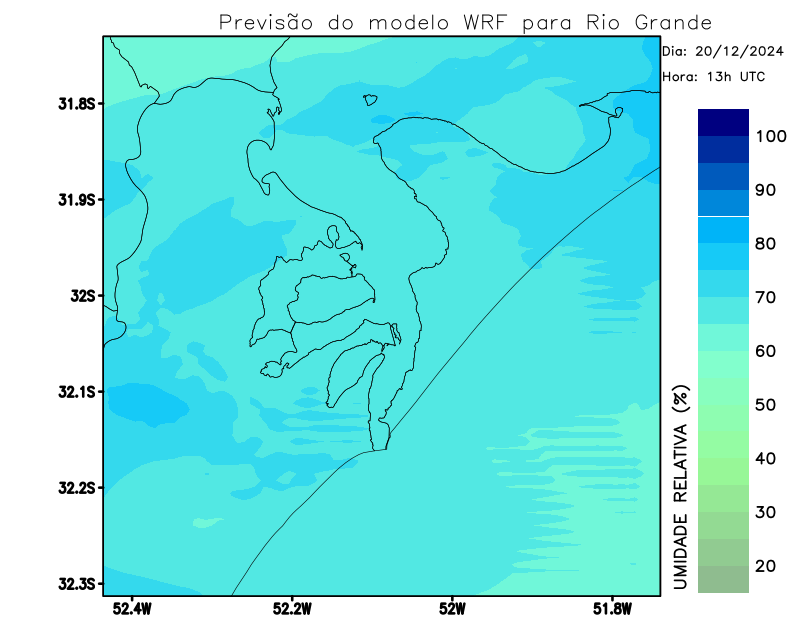 Previsão do modelo WRF para Rio Grande
Dia: 20/12/2024
Hora: 13h UTC
31.8S
31.9S
32S
32.1S
32.2S
32.3S
52.4W
52.2W
52W
51.8W
100
90
80
70
60
50
40
30
20
UMIDADE RELATIVA (%)